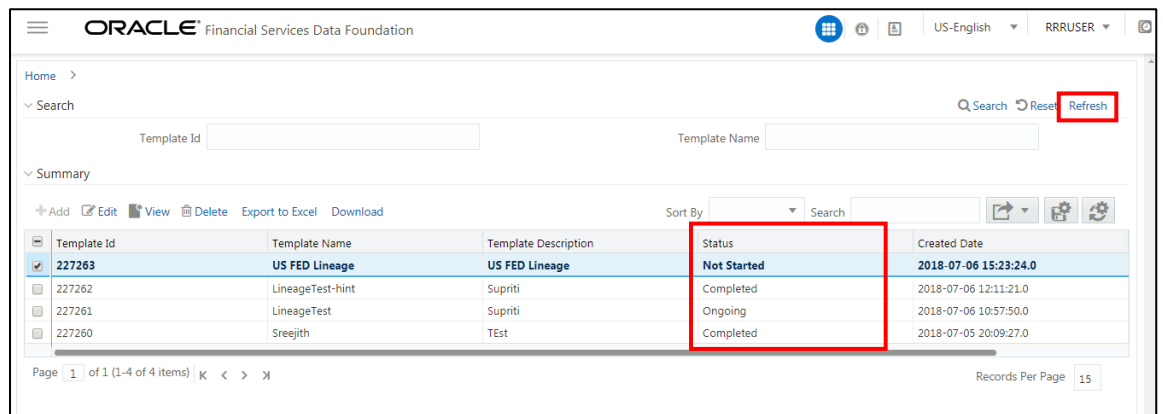 ORACLE® Financial Services Data Foundation US-English RRRUSER
Home >
Search Search Reset Refresh
Template Id Template Name
Summary
Add Edit View Delete Export to Excel Download Sort By Search
Template Id Template Name Template Description Status Created Date
227263 US FED Lineage US FED Lineage Not Started 2018-07-06 15:23:24.0
227262 LineageTest-hint Supriti Completed 2018-07-06 12:11:21.0
227261 LineageTest Supriti Ongoing 2018-07-06 10:57:50.0
227260 Sreejith TEst Completed 2018-07-05 20:09:27.0
Page 1 of 1 (1-4 of 4 items) Records Per Page 15